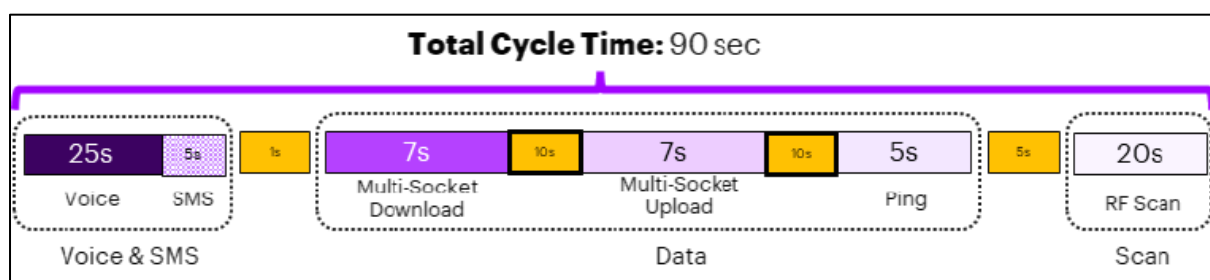 Total Cycle Time: 90 sec
25s 5s 1s 7s 10s 7s 10s 5s 5s 20s
Voice SMS Multi-Socket Download Multi-Socket Upload Ping RF Scan
Voice & SMS Data Scan